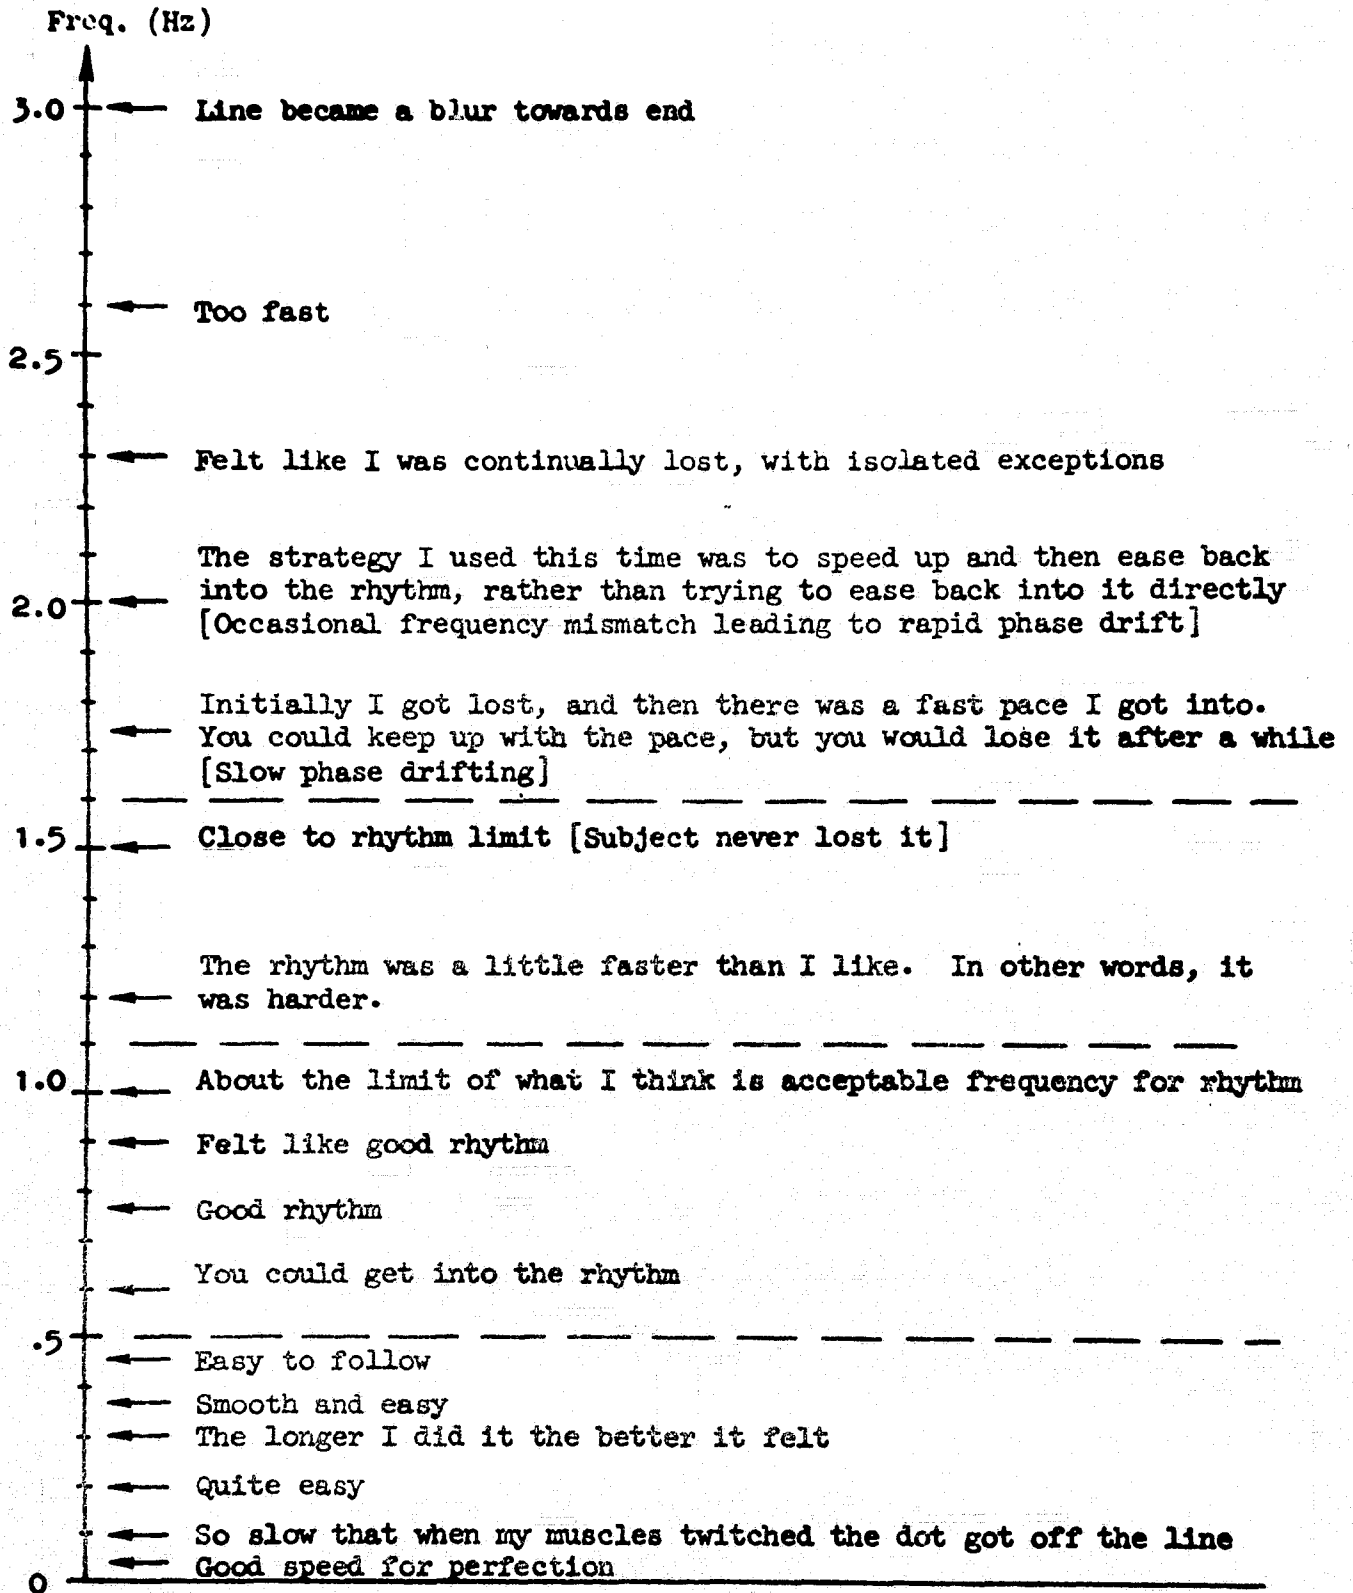 Freq. (Hz)
3.0 Line became a blur towards end
Too fast
2.5
Felt like I was continually lost, with isolated exceptions
The strategy I used this time was to speed up and then ease back
into the rhythm, rather than trying to ease back into it directly
2.0
[Occasional frequency mismatch leading to rapid phase drift]
Initially I got lost, and then there was a fast pace I got into.
You could keep up with the pace, but you would lose it after a while
[Slow phase drifting]
1.5 Close to rhythm limit [Subject never lost it]
The rhythm was a little faster than I like. In other words, it
was harder.
1.0 About the limit of what I think is acceptable frequency for rhythm
Felt like good rhythm
Good rhythm
You could get into the rhythm
.5
Easy to follow
Smooth and easy
The longer I did it the better it felt
Quite easy
So slow that when my muscles twitched the dot got off the line
Good speed for perfection
0